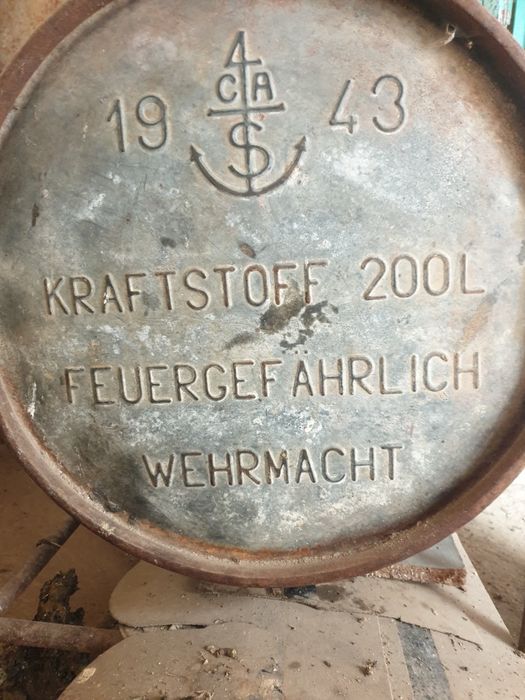 19 43
4
CA
S
KRAFTSTOFF 200L
FEUERGEFÄHRLICH
WEHRMACHT